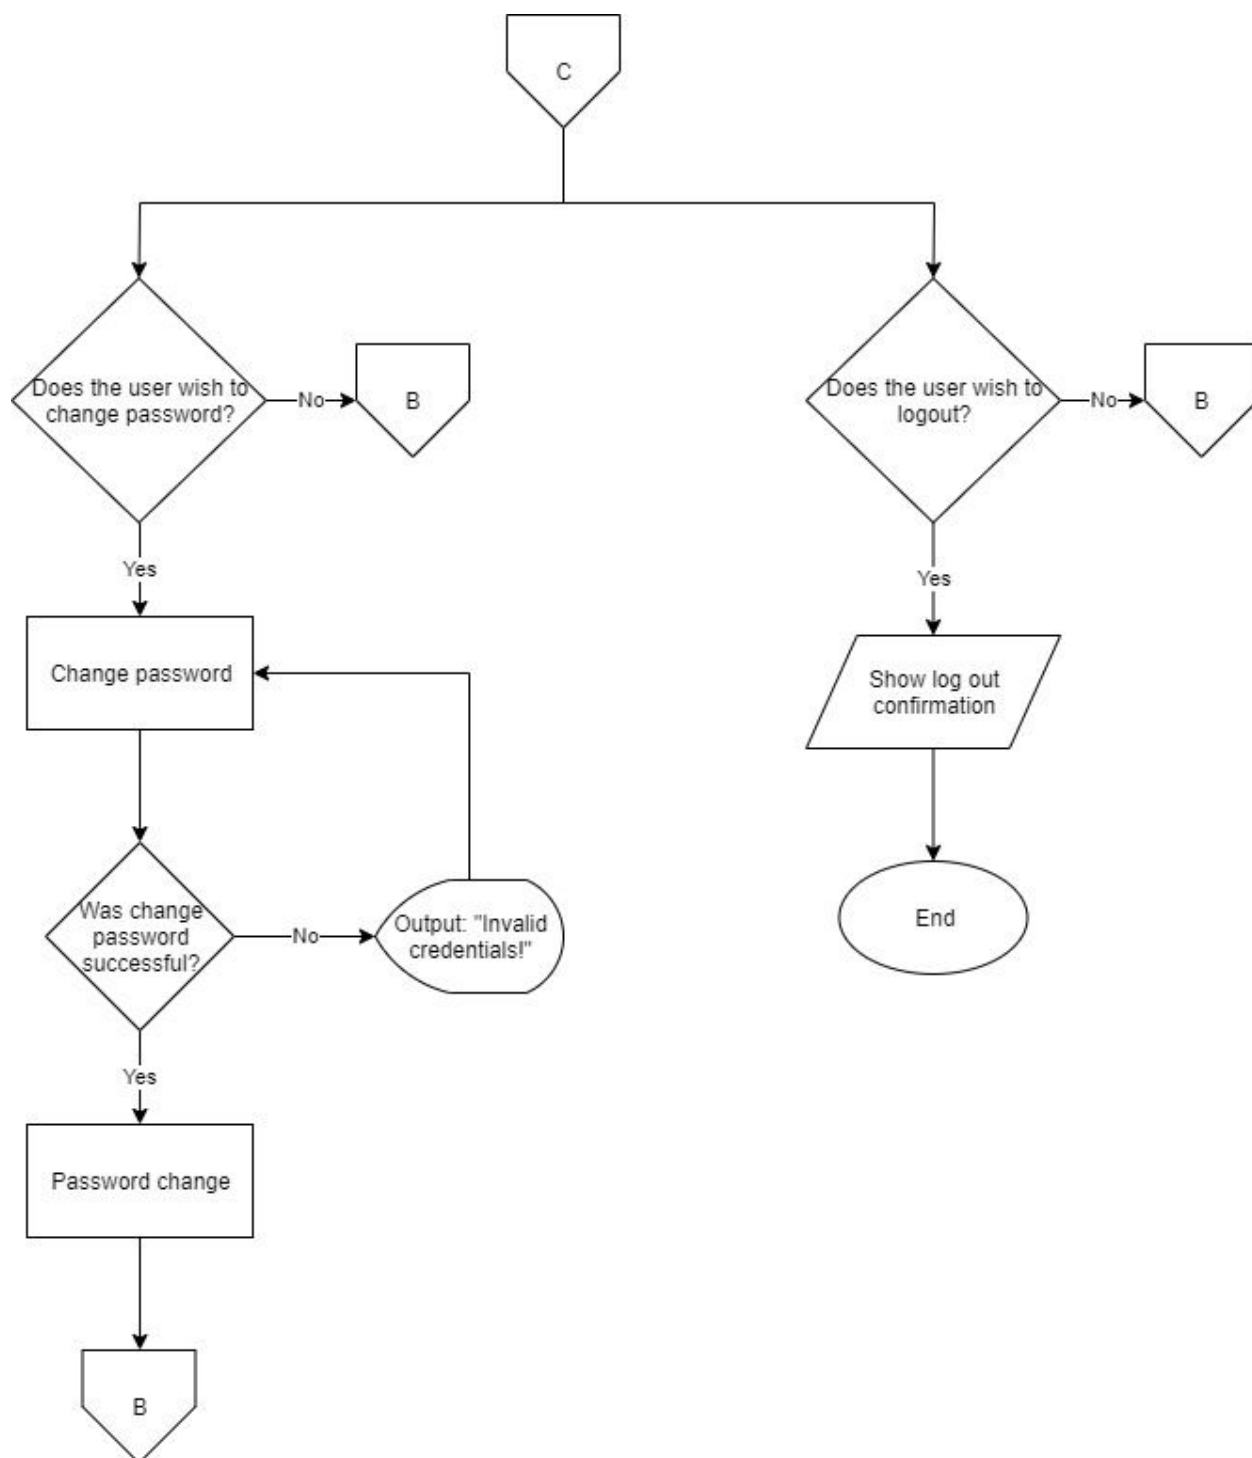 C
Does the user wish to
change password?
No
B
Does the user wish to
logout?
No
B
Yes
Yes
Change password
Show log out
confirmation
Was change
password
successful?
No
Output: "Invalid
credentials!"
End
Yes
Password change
B